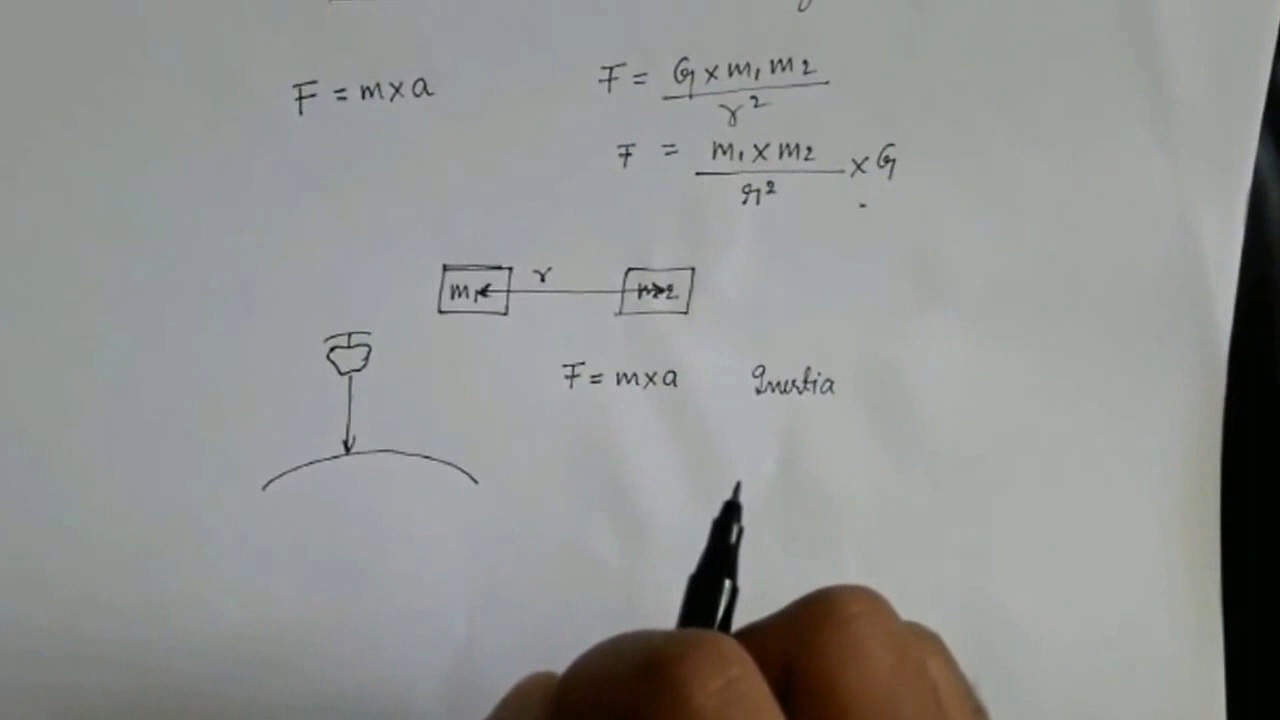 F = m×a
F = G×m₁m₂ / r²
F = m₁×m₂ / r² ×G
m₁ r m2
F = m×a Inertia